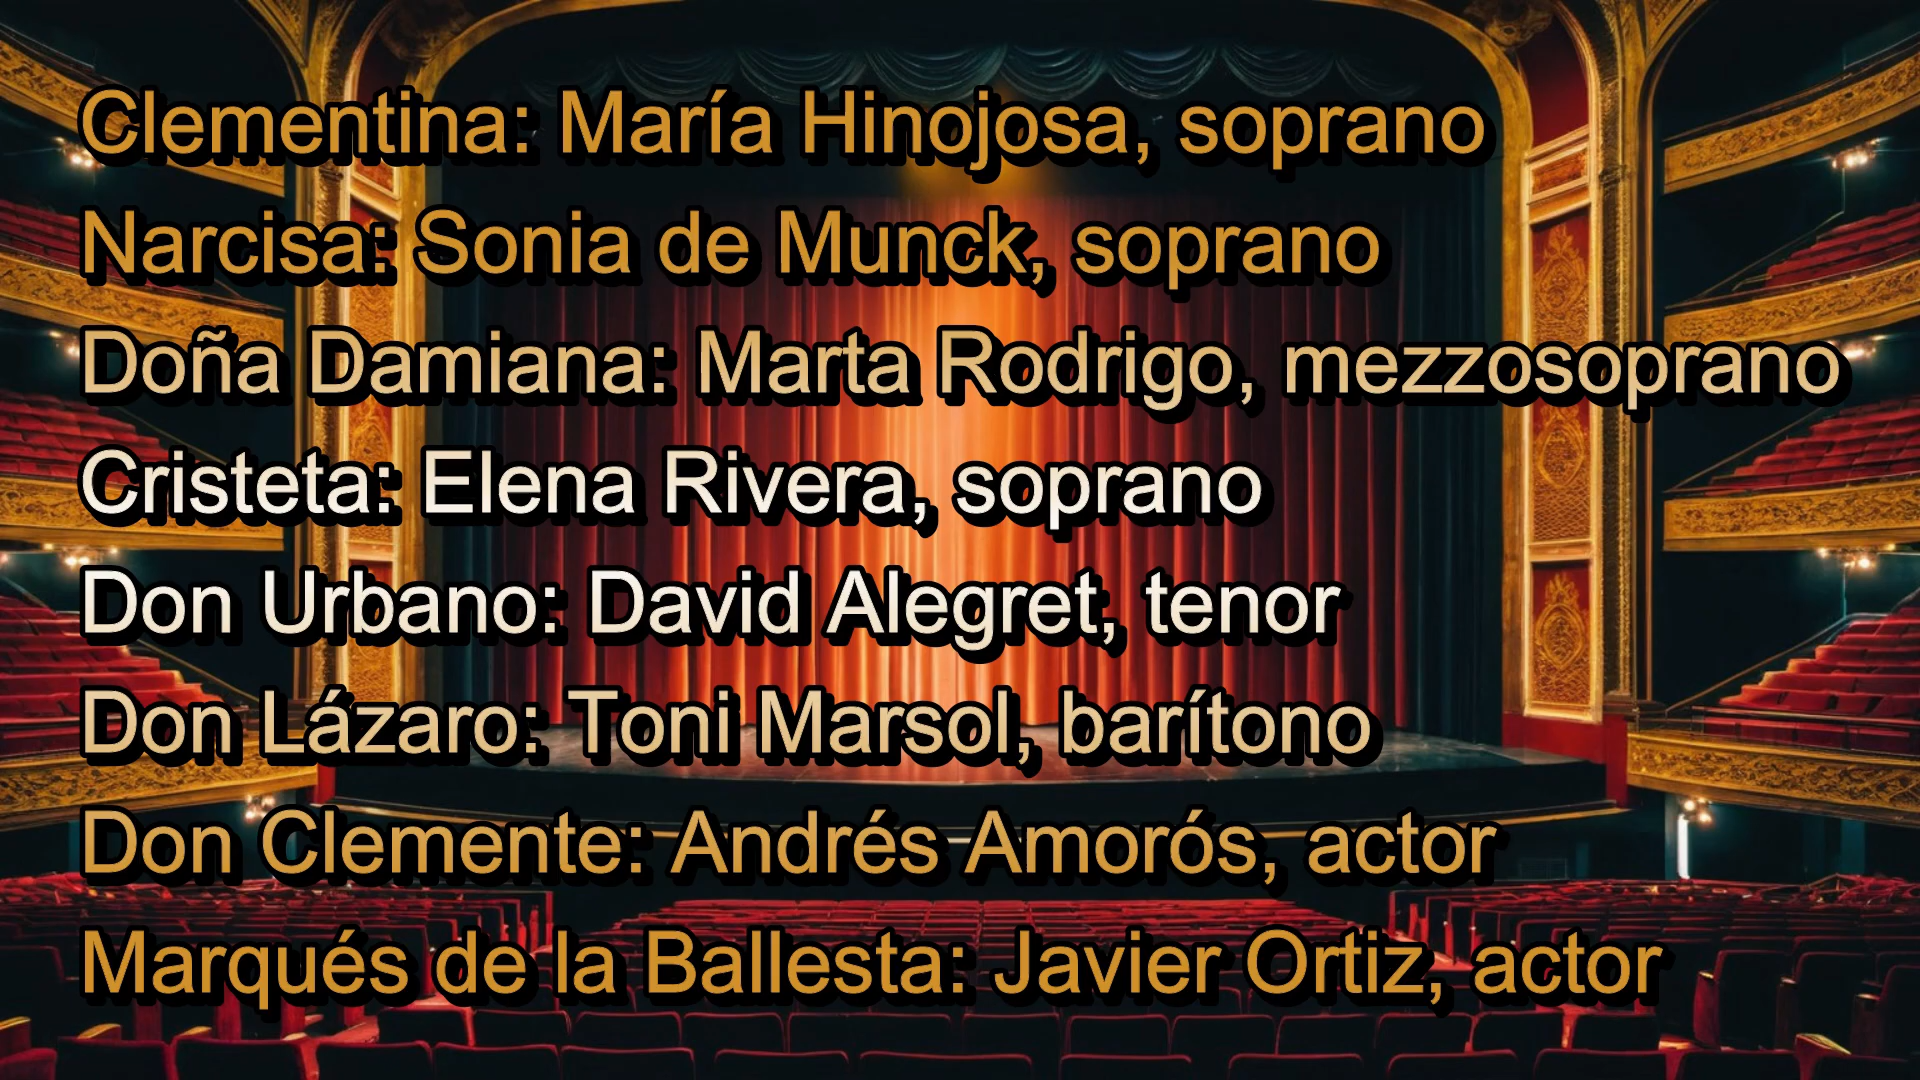 Clementina: María Hinojosa, soprano
Narcisa: Sonia de Munck, soprano
Doña Damiana: Marta Rodrigo, mezzosoprano
Cristeta: Elena Rivera, soprano
Don Urbano: David Alegret, tenor
Don Lázaro: Toni Marsol, barítono
Don Clemente: Andrés Amorós, actor
Marqués de la Ballesta: Javier Ortiz, actor